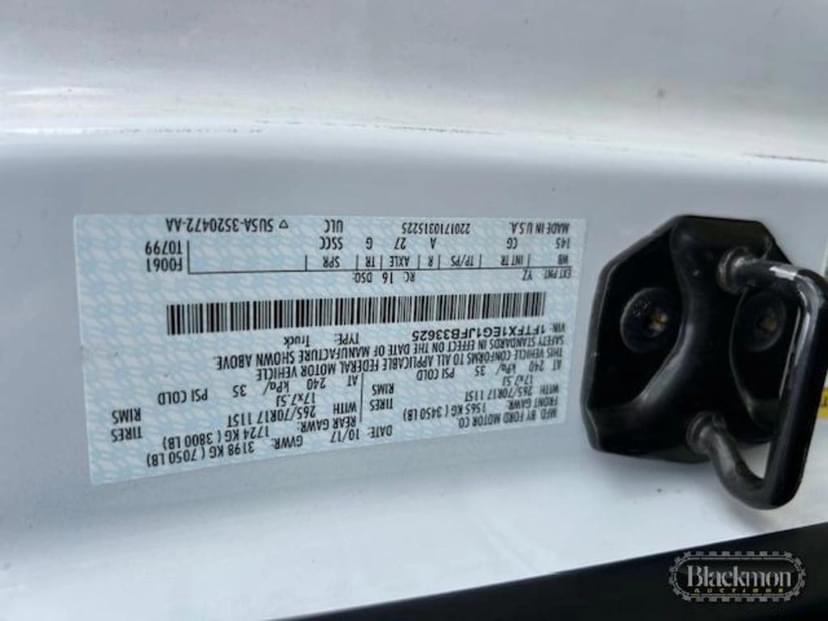 MFD. BY FORD MOTOR CO.
DATE: 10/17 GVWR: 3198 KG ( 7050 LB)
FRONT GAWR: REAR GAWR:
1565 KG ( 3450 LB) 1724 KG ( 3800 LB)
WITH TIRES WITH TIRES
265/70R17 115T 265/70R17 115T
17x7.5J RIMS 17x7.5J RIMS
AT 240 kPa/ 35 PSI COLD AT 240 kPa/ 35 PSI COLD
THIS VEHICLE CONFORMS TO ALL APPLICABLE FEDERAL MOTOR VEHICLE
SAFETY STANDARDS IN EFFECT ON THE DATE OF MANUFACTURE SHOWN ABOVE.
VIN: 1FTFX1EG1JFB33625
TYPE: Truck
EXT PNT: YZ RC: 16 DSO: F0061
WB INT TR TP/PS R AXLE TR SPR T0799
145 CG A 27 G SSCC
MADE IN U.S.A. 2201710315225 ULC
▽ SUSA-3520472-AA
Blackmon
AUCTIONS